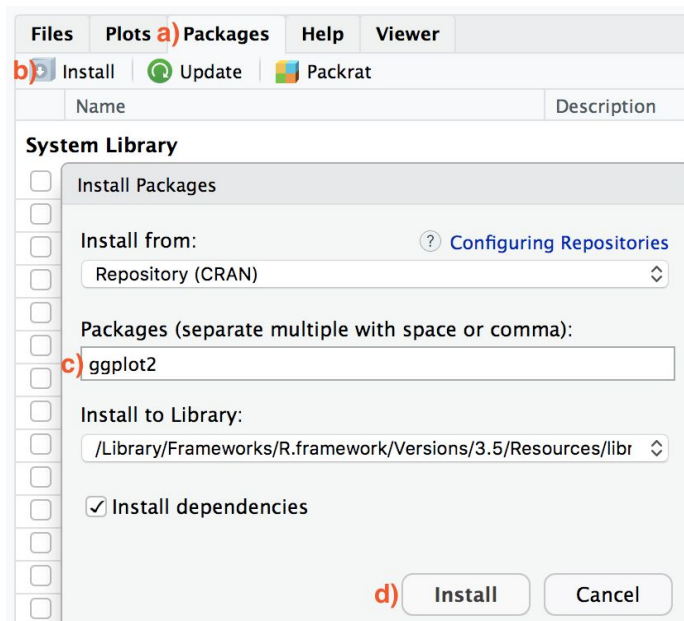 Files Plots a) Packages Help Viewer
b) Install Update Packrat
Name Description
System Library
Install Packages
Install from: ? Configuring Repositories
Repository (CRAN)
Packages (separate multiple with space or comma):
c) ggplot2
Install to Library:
/Library/Frameworks/R.framework/Versions/3.5/Resources/libr
Install dependencies
d) Install Cancel